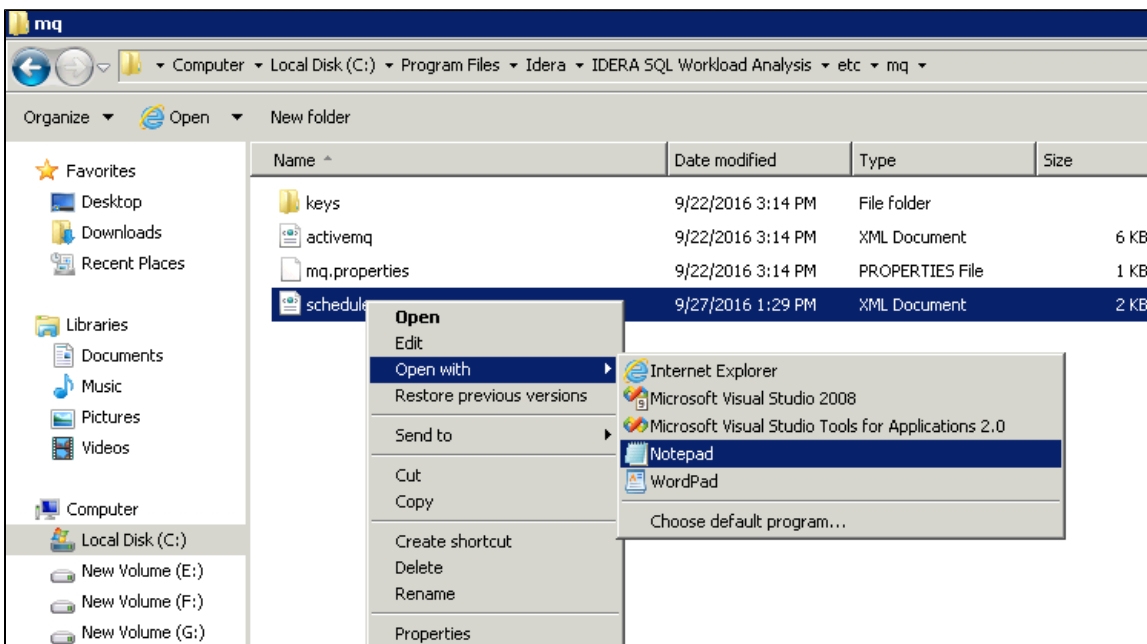 mq
Computer Local Disk (C:) Program Files Idera IDERA SQL Workload Analysis etc mq
Organize Open New folder
Name Date modified Type Size
Favorites
Desktop
Downloads
Recent Places
Libraries
Documents
Music
Pictures
Videos
Computer
Local Disk (C:)
New Volume (E:)
New Volume (F:)
New Volume (G:)
keys 9/22/2016 3:14 PM File folder
activemq 9/22/2016 3:14 PM XML Document 6 KB
mq.properties 9/22/2016 3:14 PM PROPERTIES File 1 KB
schedule 9/27/2016 1:29 PM XML Document 2 KB
Open
Edit
Open with
Restore previous versions
Send to
Cut
Copy
Create shortcut
Delete
Rename
Properties
Internet Explorer
9
Microsoft Visual Studio 2008
Microsoft Visual Studio Tools for Applications 2.0
Notepad
WordPad
Choose default program...